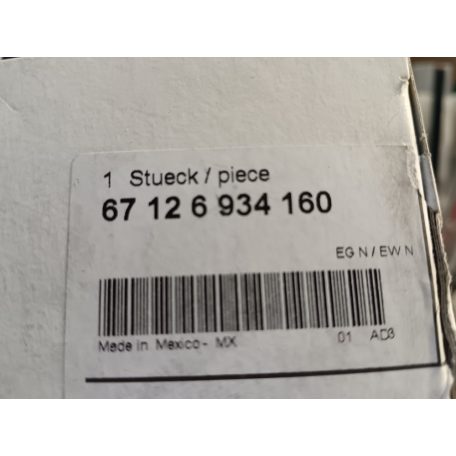 1 Stueck / piece
67 12 6 934 160
EG N / EW N
Made in Mexico - MX 01 AD3